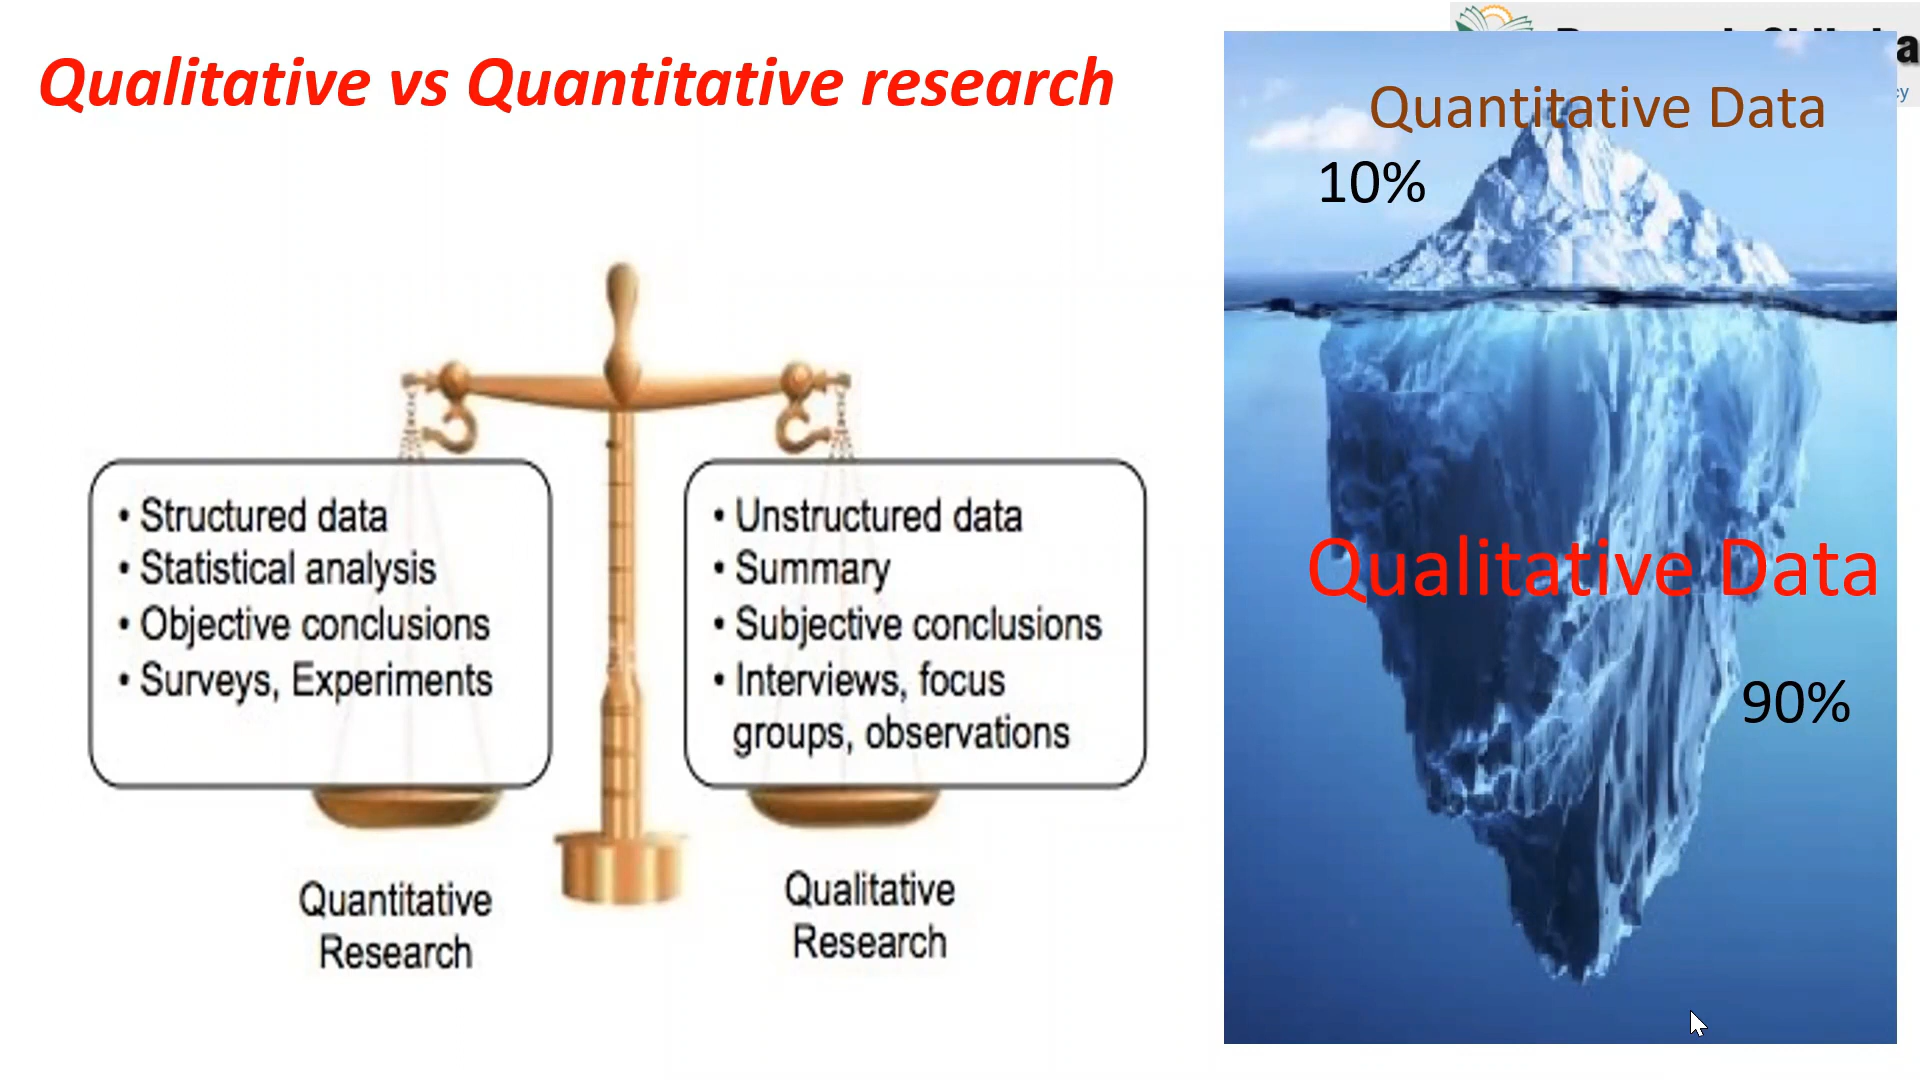 Qualitative vs Quantitative research
• Structured data
• Statistical analysis
• Objective conclusions
• Surveys, Experiments
Quantitative
Research
• Unstructured data
• Summary
• Subjective conclusions
• Interviews, focus
groups, observations
Qualitative
Research
Quantitative Data
10%
Qualitative Data
90%